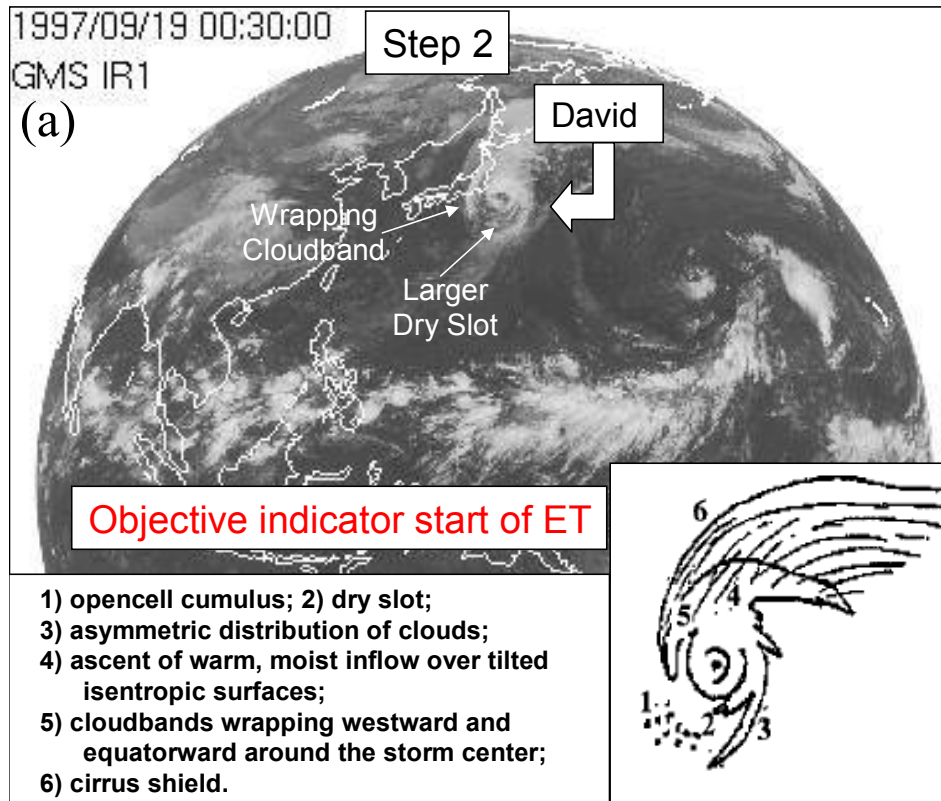 1997/09/19 00:30:00
GMS IR1
(a)
Step 2
David
Wrapping
Cloudband
Larger
Dry Slot
Objective indicator start of ET
1) opencell cumulus; 2) dry slot;
3) asymmetric distribution of clouds;
4) ascent of warm, moist inflow over tilted
isentropic surfaces;
5) cloudbands wrapping westward and
equatorward around the storm center;
6) cirrus shield.
6
4
5
1
2
3